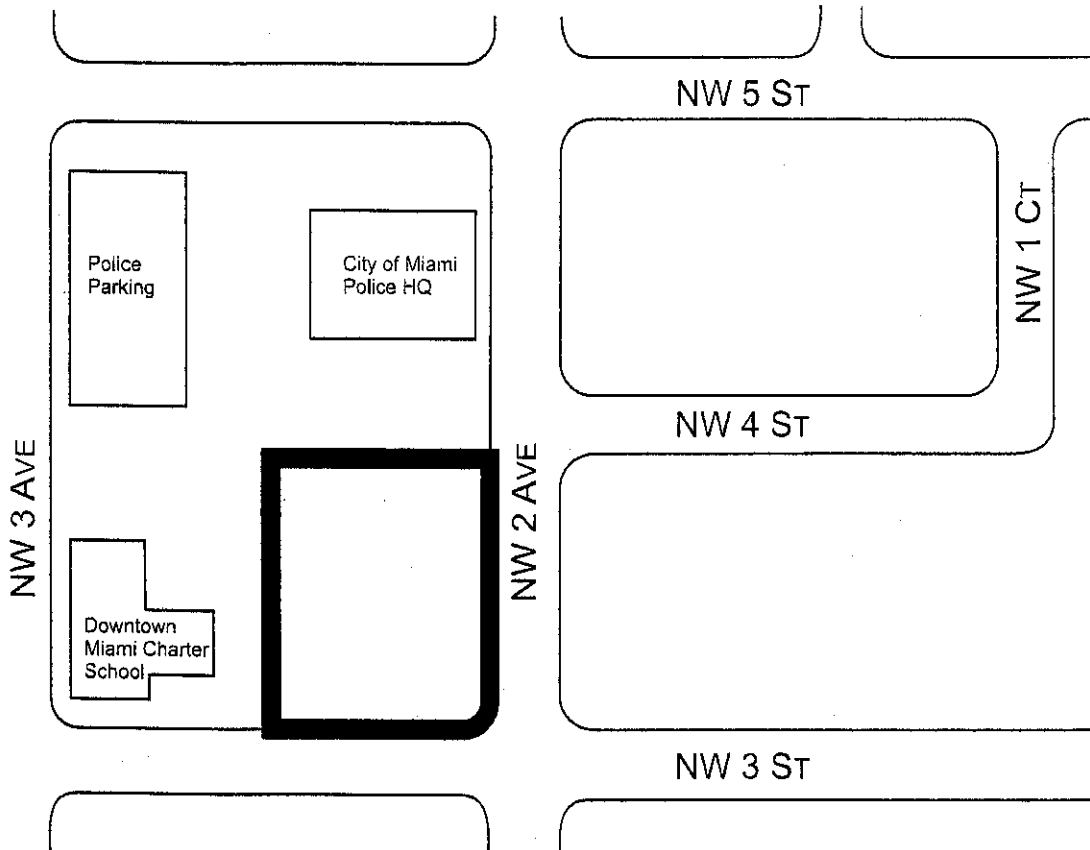 NW 5 ST
NW 1 CT
Police
Parking
City of Miami
Police HQ
NW 4 ST
NW 3 AVE
NW 2 AVE
Downtown
Miami Charter
School
NW 3 ST